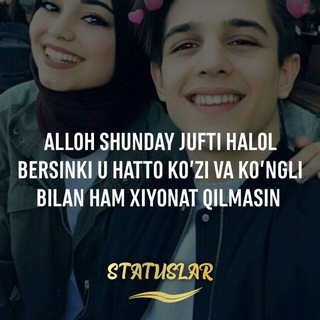 ALLOH SHUNDAY JUFTI HALOL
BERSINKI U HATTO KO'ZI VA KO'NGLI
BILAN HAM XIYONAT QILMASIN
STATUSLAR